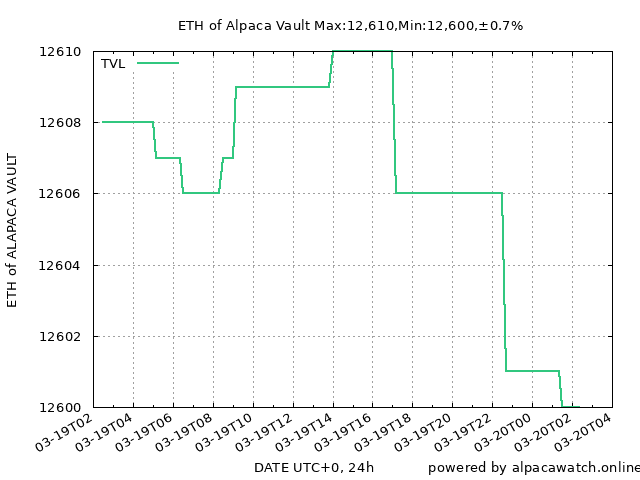 ETH of Alpaca Vault Max:12,610,Min:12,600,±0.7%
TVL
ETH of ALAPACA VAULT
12610
12608
12606
12604
12602
12600
03-19T02
03-19T04
03-19T06
03-19T08
03-19T10
03-19T12
03-19T14
03-19T16
03-19T18
03-19T20
03-19T22
03-20T00
03-20T02
03-20T04
DATE UTC+0, 24h
powered by alpacawatch.online